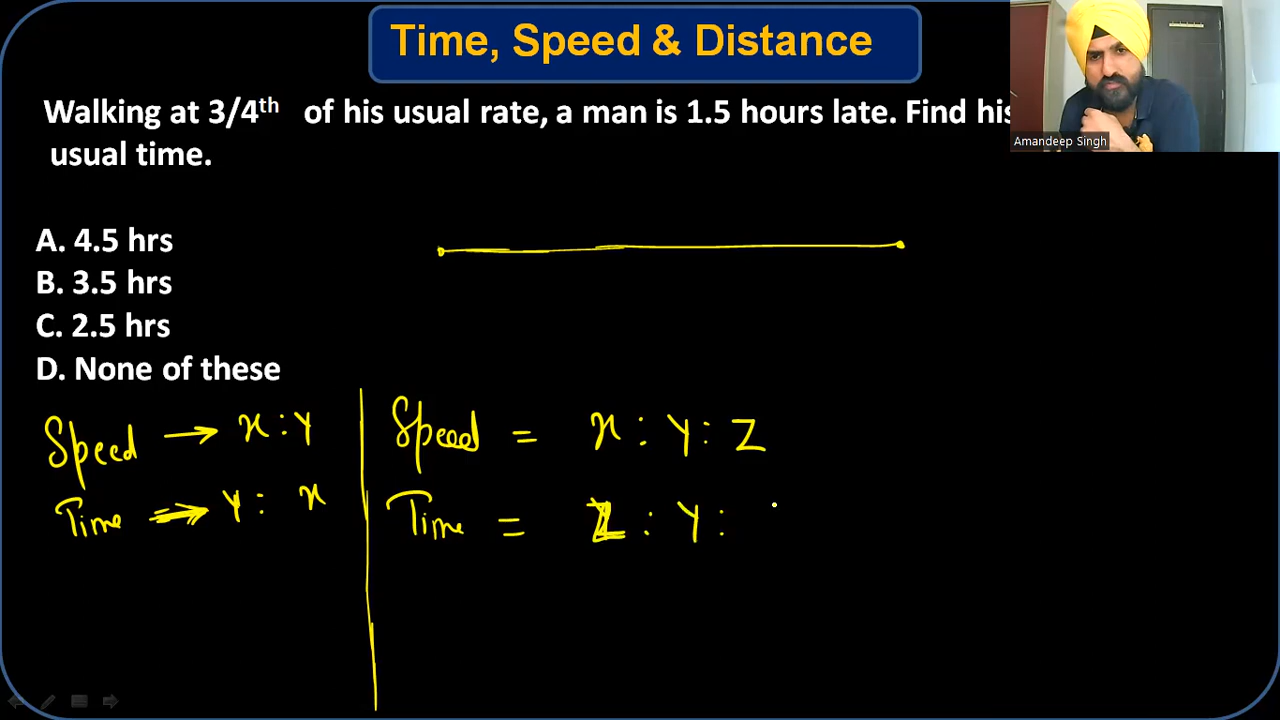 Time, Speed & Distance
Walking at 3/4th of his usual rate, a man is 1.5 hours late. Find his
usual time.
Amandeep Singh
A. 4.5 hrs
B. 3.5 hrs
C. 2.5 hrs
D. None of these
Speed → x : Y
Time ⇒ Y : x
Speed = x : Y : Z
Time = Z : Y :